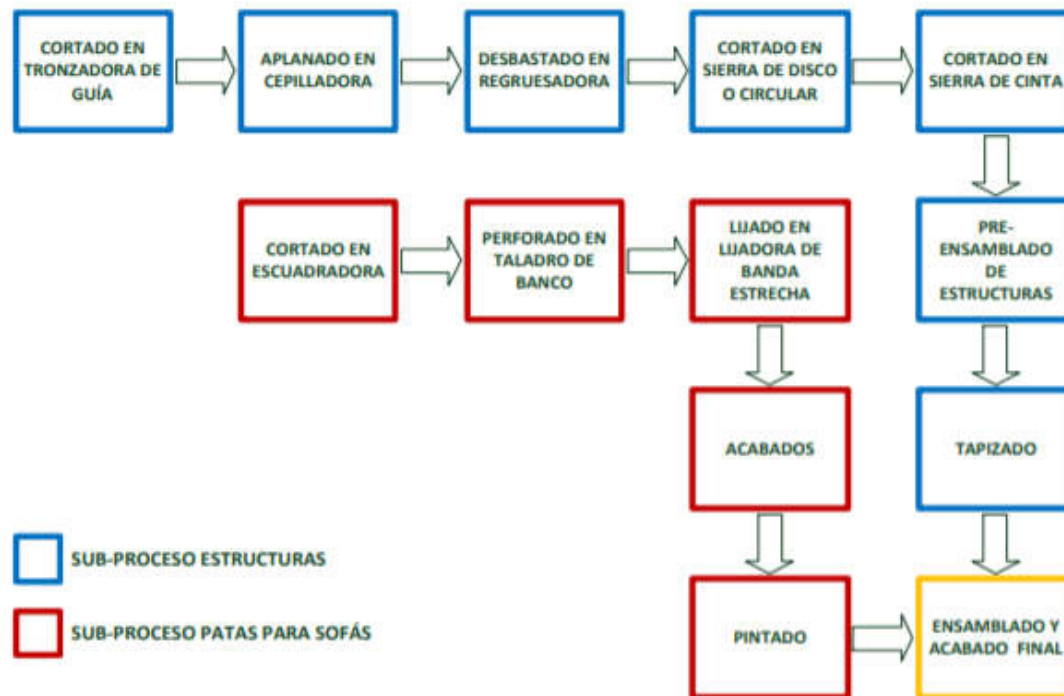 CORTADO EN
TRONZADORA DE
GUÍA
APLANADO EN
CEPILLADORA
DESBASTADO EN
REGRUESADORA
CORTADO EN
SIERRA DE DISCO
O CIRCULAR
CORTADO EN
SIERRA DE CINTA
CORTADO EN
ESCUADRADORA
PERFORADO EN
TALADRO DE
BANCO
LIJADO EN
LIJADORA DE
BANDA
ESTRECHA
PRE-
ENSAMBLADO
DE
ESTRUCTURAS
ACABADOS
TAPIZADO
SUB-PROCESO ESTRUCTURAS
SUB-PROCESO PATAS PARA SOFÁS
PINTADO
ENSAMBLADO Y
ACABADO FINAL